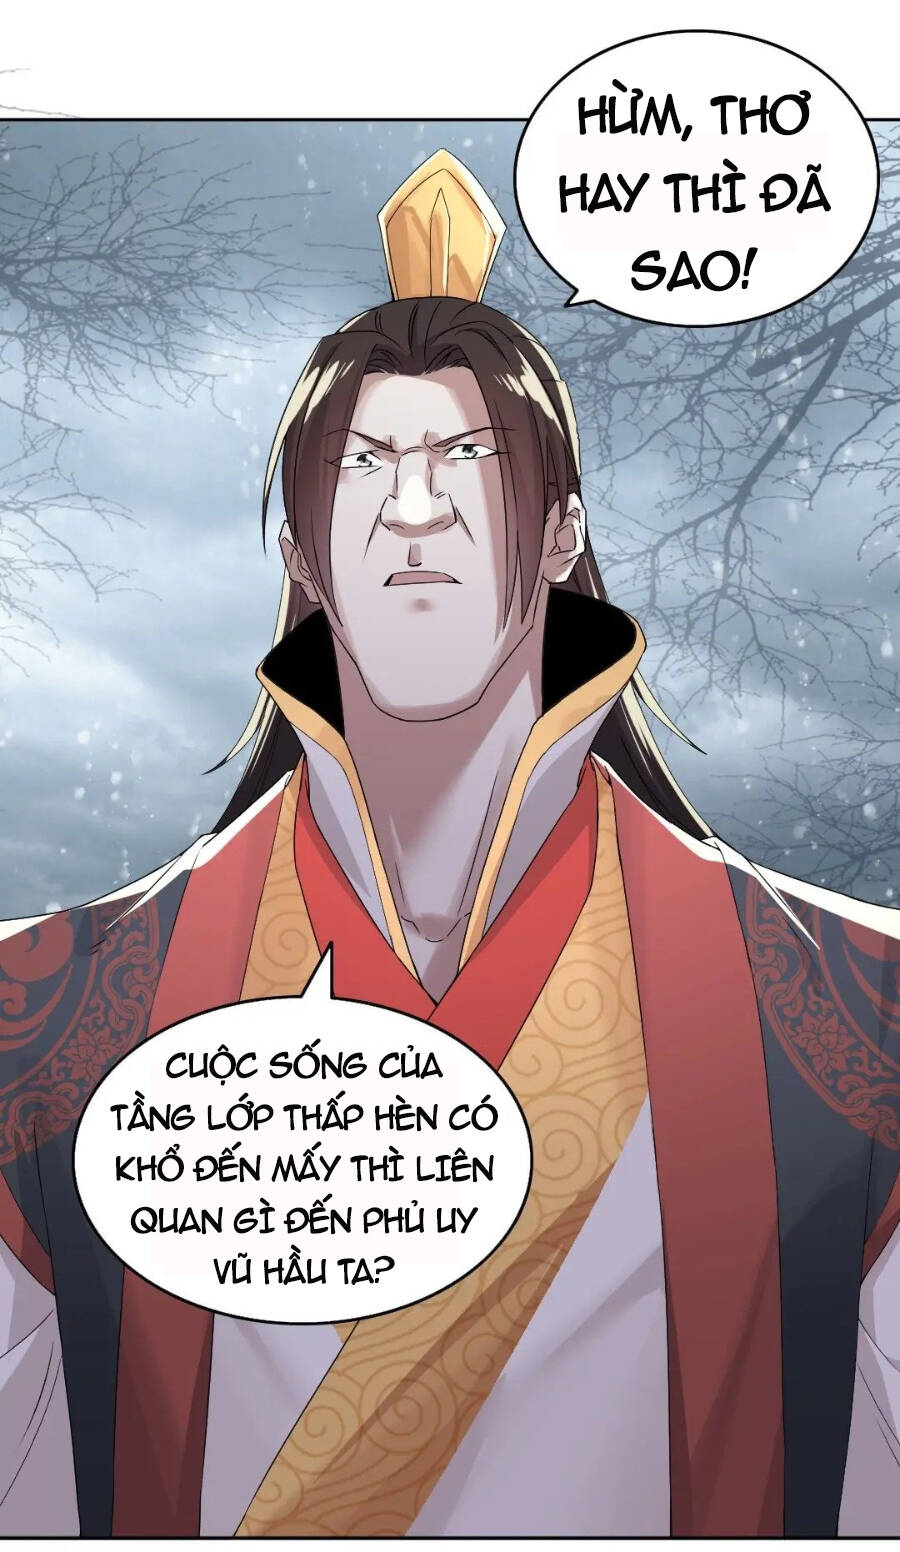 HỪM, THƠ
HAY THÌ ĐÃ
SAO!
CUỘC SỐNG CỦA
TẦNG LỚP THẤP HÈN CÓ
KHỔ ĐẾN MẤY THÌ LIÊN
QUAN GÌ ĐẾN PHỦ UY
VŨ HẦU TA?